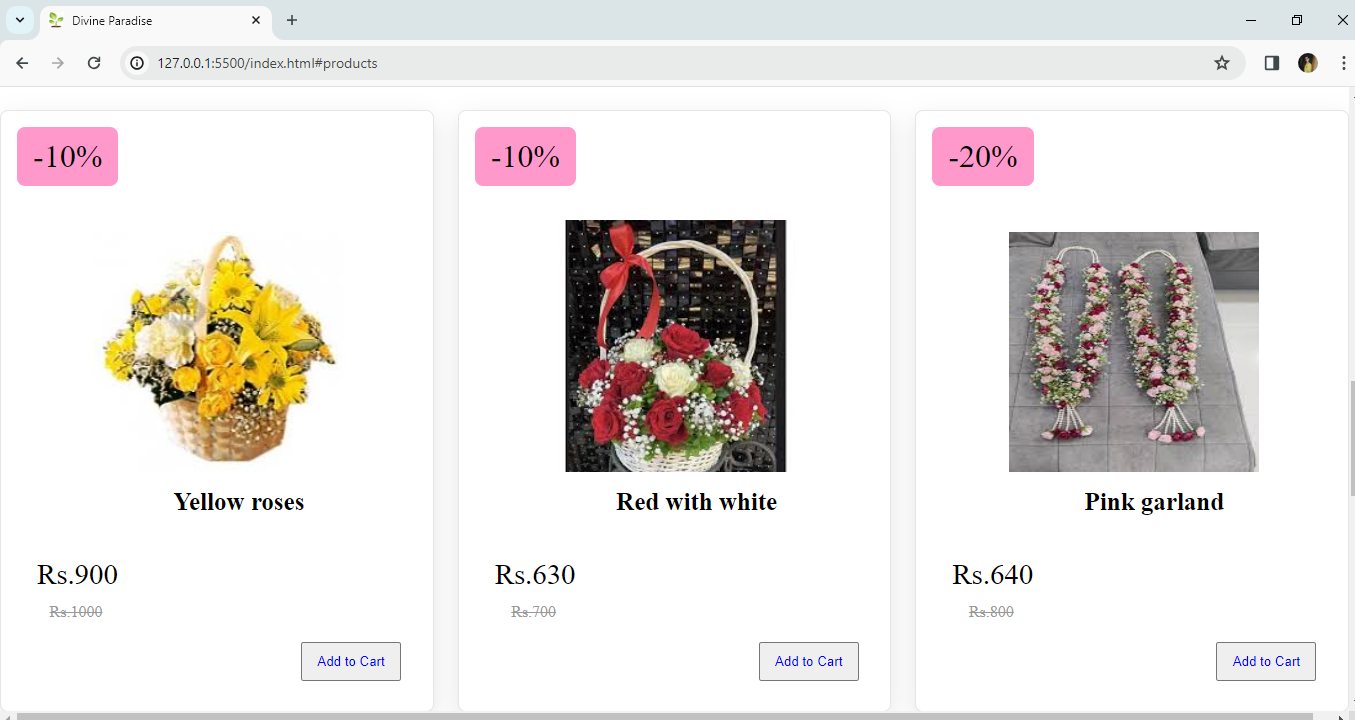 Divine Paradise
127.0.0.1:5500/index.html#products
-10%
-10%
-20%
Yellow roses
Red with white
Pink garland
Rs.900
Rs.630
Rs.640
Rs.1000
Rs.700
Rs.800
Add to Cart
Add to Cart
Add to Cart